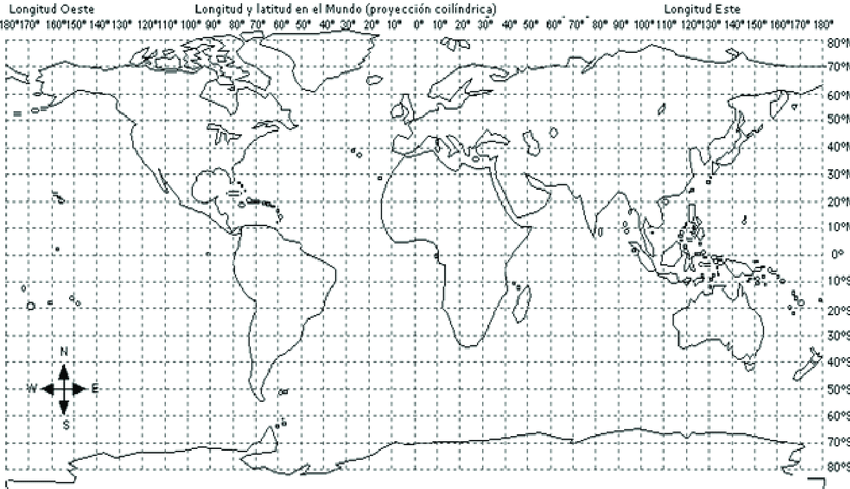 Longitud Oeste Longitud y latitud en el Mundo (proyección coilíndrica) Longitud Este
180°170° 160° 150° 140° 130° 120° 110° 100° 90° 80° 70° 60° 50° 40° 30° 20° 10° 0° 10° 20° 30° 40° 50° 60° 70° 80° 90° 100° 110° 120° 130° 140° 150° 160° 170° 180°
80°N
70°N
60°N
50°N
40°N
30°N
20°N
10°N
0°
10°S
20°S
30°S
N
40°S
W E 50°S
S
60°S
70°S
80°S